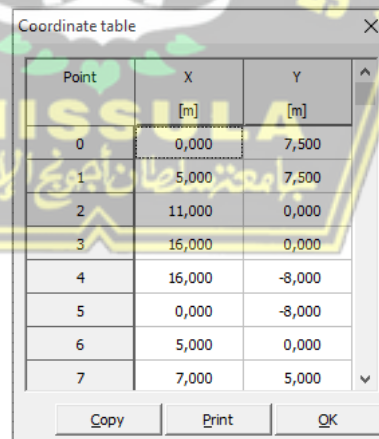 Coordinate table
Point X Y
[m] [m]
0 0,000 7,500
1 5,000 7,500
2 11,000 0,000
3 16,000 0,000
4 16,000 -8,000
5 0,000 -8,000
6 5,000 0,000
7 7,000 5,000
Copy Print OK
NISSULA